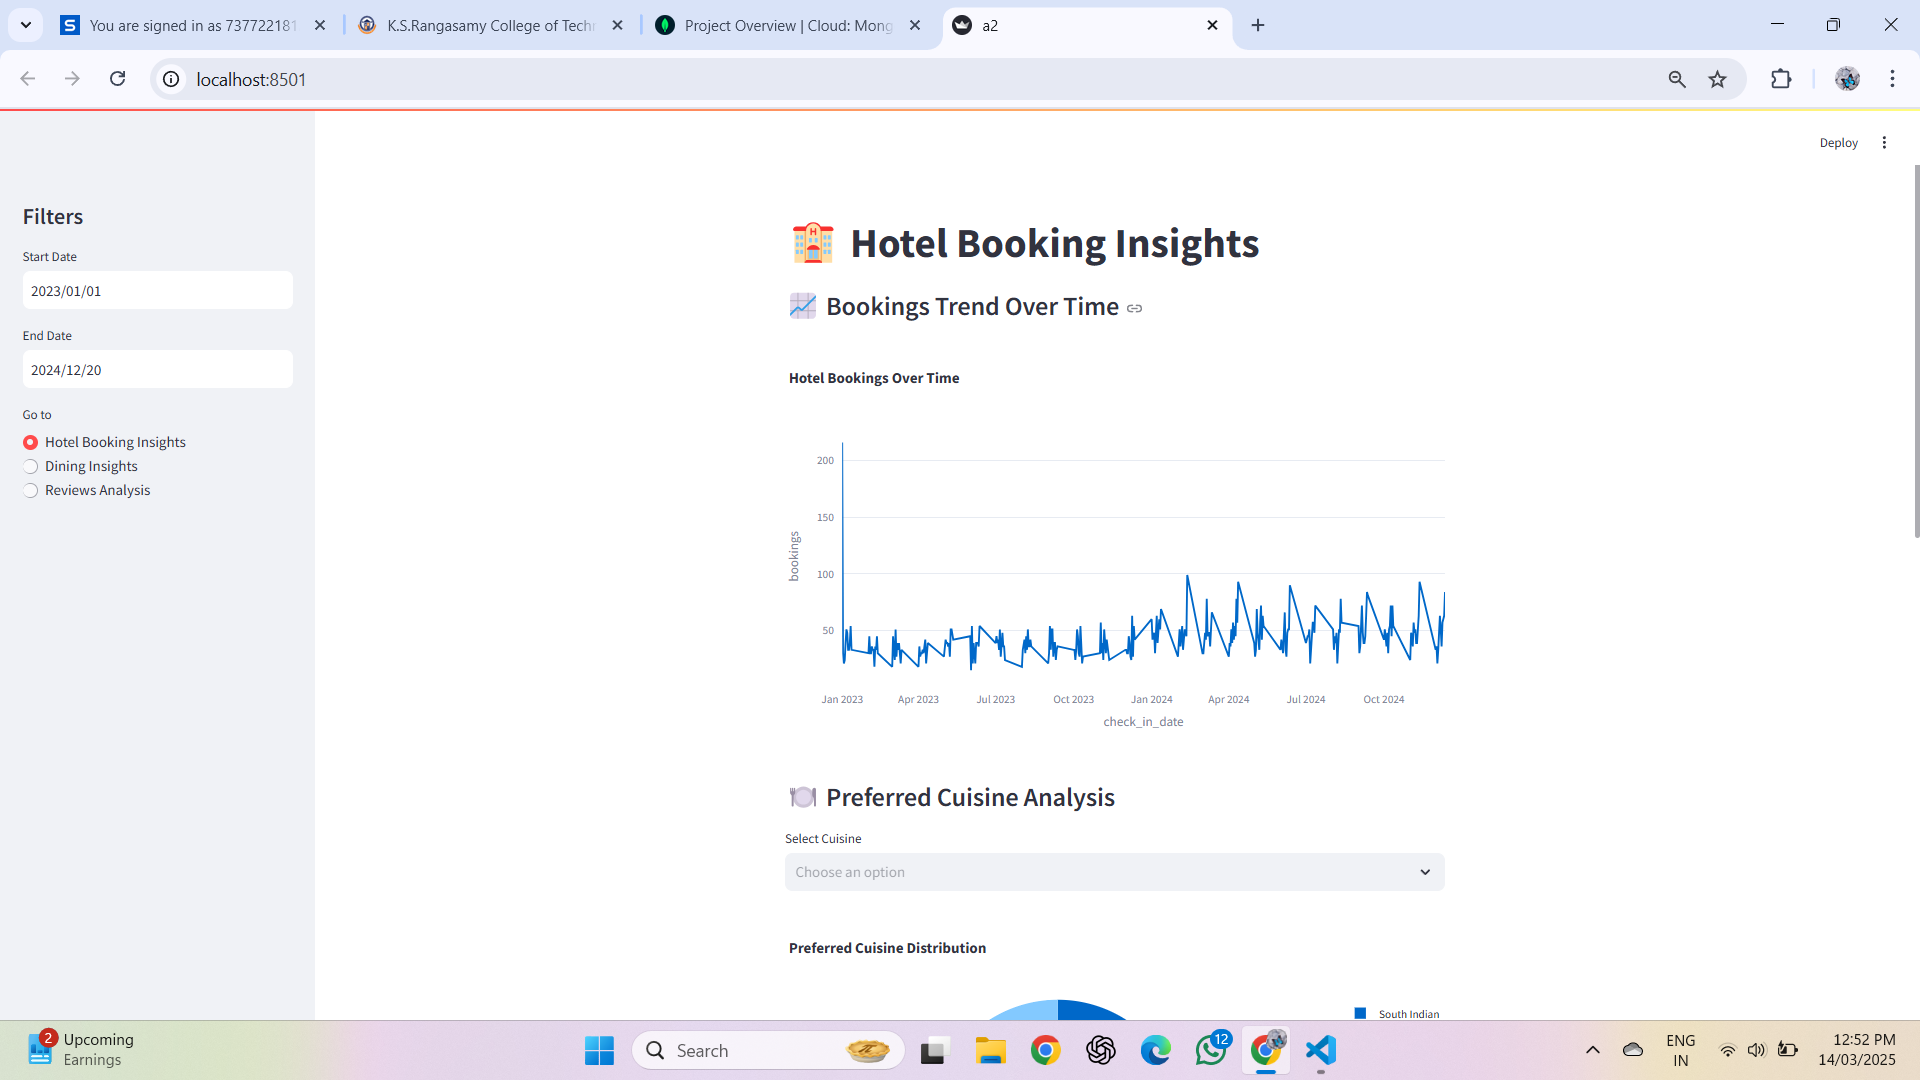 You are signed in as 737722181
K.S.Rangasamy College of Techn
Project Overview | Cloud: Mong
a2
localhost:8501
Deploy
Filters
Start Date
2023/01/01
End Date
2024/12/20
Go to
Hotel Booking Insights
Dining Insights
Reviews Analysis
Hotel Booking Insights
Bookings Trend Over Time
Hotel Bookings Over Time
200
150
100
50
bookings
Jan 2023 Apr 2023 Jul 2023 Oct 2023 Jan 2024 Apr 2024 Jul 2024 Oct 2024
check_in_date
Preferred Cuisine Analysis
Select Cuisine
Choose an option
Preferred Cuisine Distribution
South Indian
2
Upcoming
Earnings
Search
12
ENG
IN
12:52 PM
14/03/2025